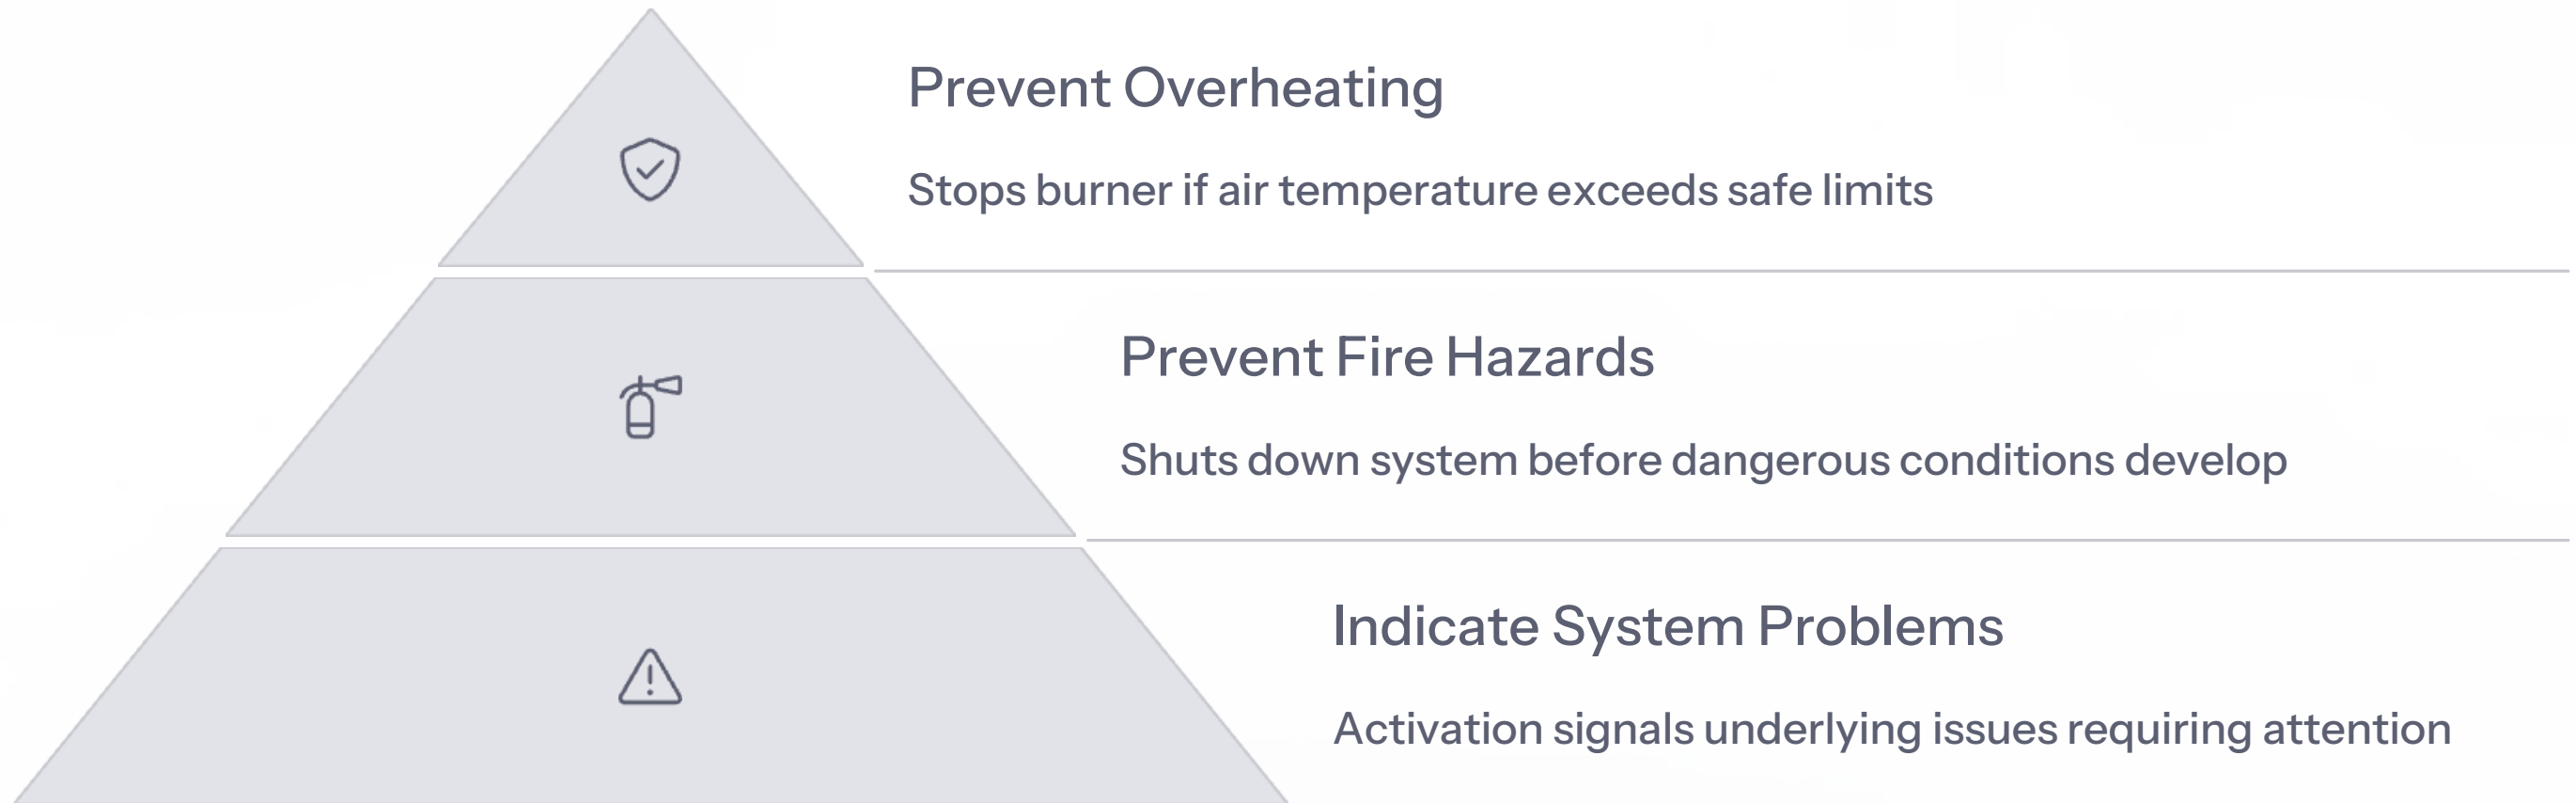 Prevent Overheating
Stops burner if air temperature exceeds safe limits
Prevent Fire Hazards
Shuts down system before dangerous conditions develop
Indicate System Problems
Activation signals underlying issues requiring attention